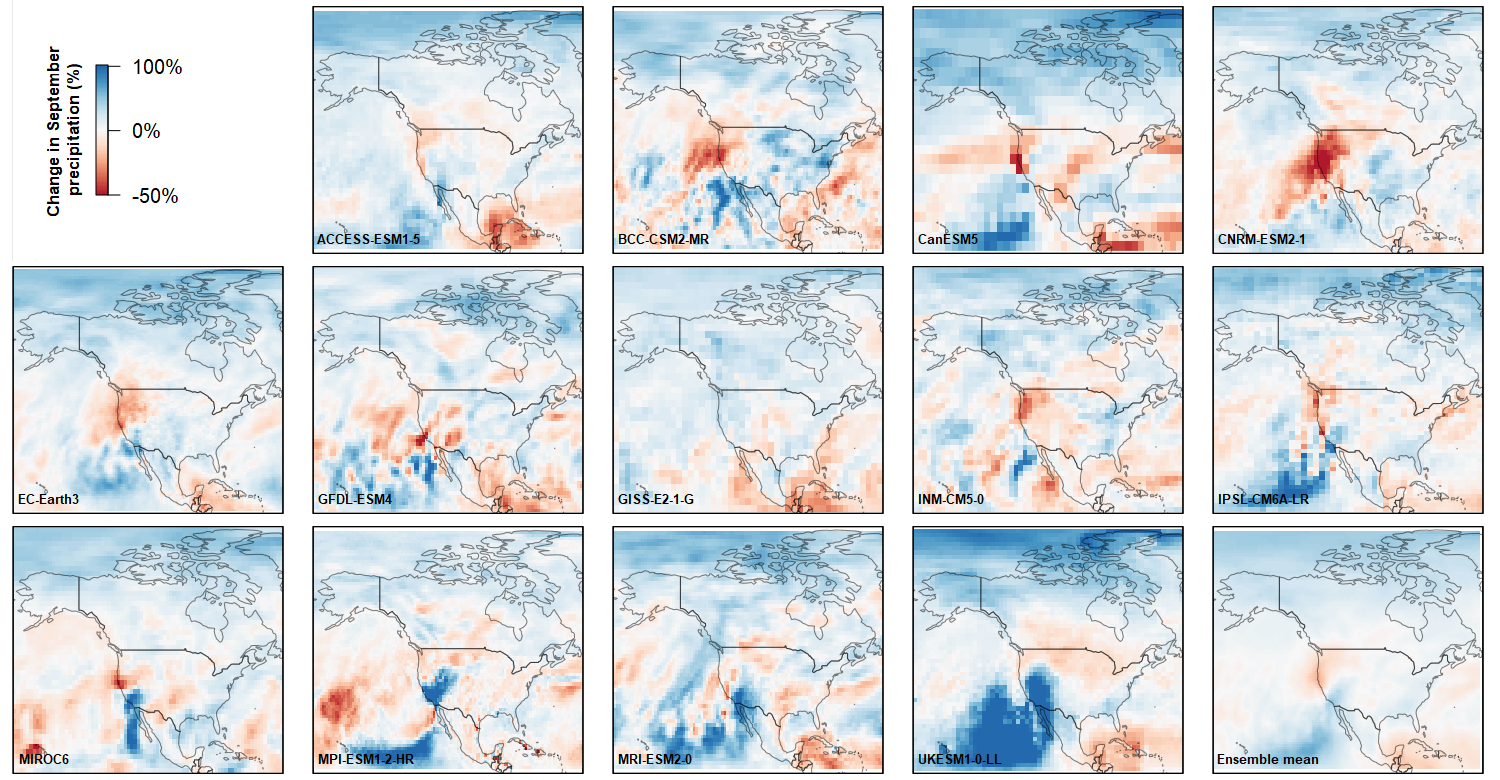 Change in September
precipitation (%)
100%
0%
-50%
ACCESS-ESM1-5
BCC-CSM2-MR
CanESM5
CNRM-ESM2-1
EC-Earth3
GFDL-ESM4
GISS-E2-1-G
INM-CM5-0
IPSL-CM6A-LR
MIROC6
MPI-ESM1-2-HR
MRI-ESM2-0
UKESM1-0-LL
Ensemble mean